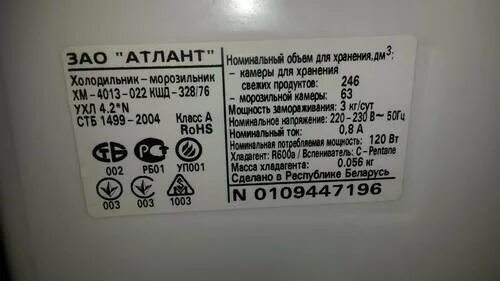 ЗАО "АТЛАНТ"
Холодильник – морозильник
ХМ – 4013 – 022 КШД – 328/76
УХЛ 4.2*N
СТБ 1499 – 2004 Класс А
RoHS
002 РБ01 УП001
003 003 1003
Номинальный объем для хранения,дм³:
– камеры для хранения
свежих продуктов: 246
– морозильной камеры: 63
Мощность замораживания: 3 кг/сут
Номинальное напряжение: 220 – 230 В ~ 50Гц
Номинальный ток: 0,8 А
Номинальная потребляемая мощность: 120 Вт
Хладагент: R600a / Вспениватель: C – Pentane
Масса хладагента: 0.056 кг
Сделано в Республике Беларусь
N 0109447196